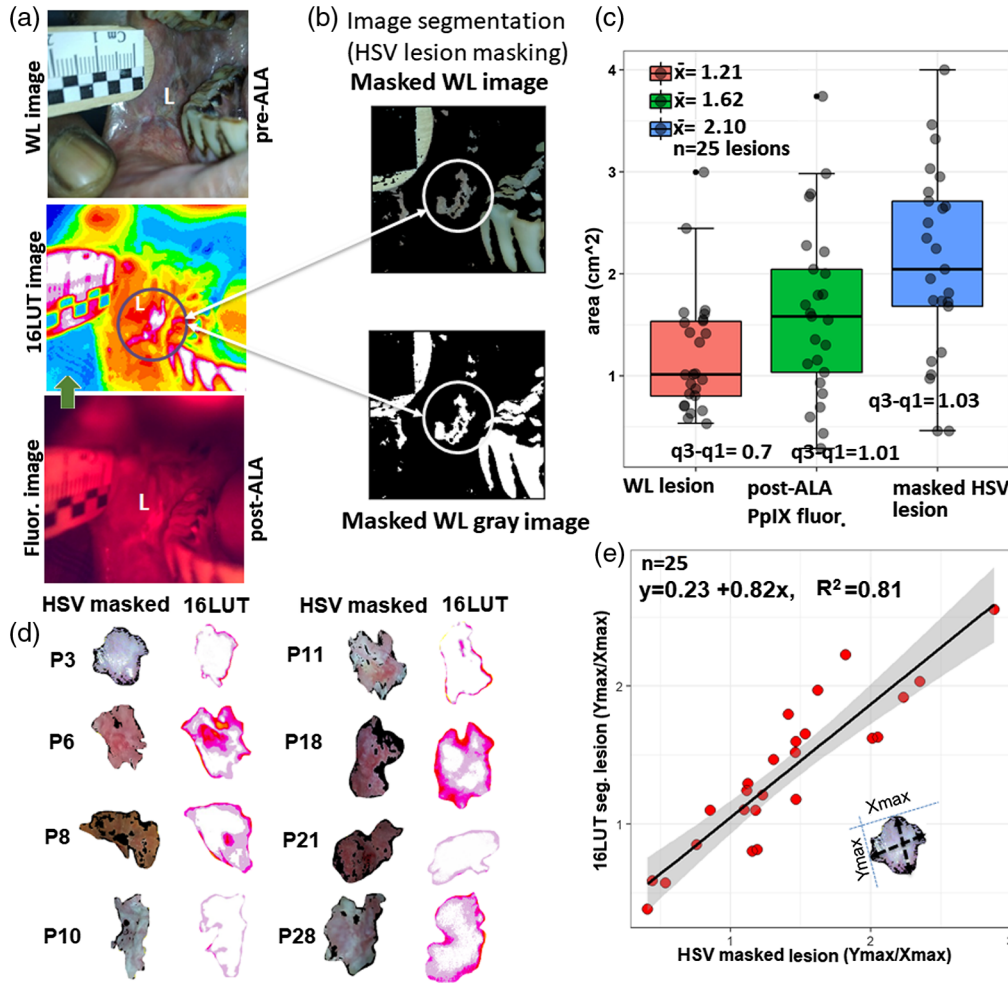 (a)
WL image
L
pre-ALA
16LUT image
L
Fluor. image
L
post-ALA
(b)
Image segmentation
(HSV lesion masking)
Masked WL image
Masked WL gray image
(c)
x̄= 1.21
x̄= 1.62
x̄= 2.10
n=25 lesions
area (cm^2)
4
3
2
1
q3-q1= 0.7
q3-q1=1.01
q3-q1= 1.03
WL lesion
post-ALA
PpIX fluor.
masked HSV
lesion
(d)
HSV masked 16LUT HSV masked 16LUT
P3
P6
P8
P10
P11
P18
P21
P28
(e)
n=25
y=0.23 +0.82x, R²=0.81
16LUT seg. lesion (Ymax/Xmax)
2
1
Xmax
Ymax
1 2
HSV masked lesion (Ymax/Xmax)